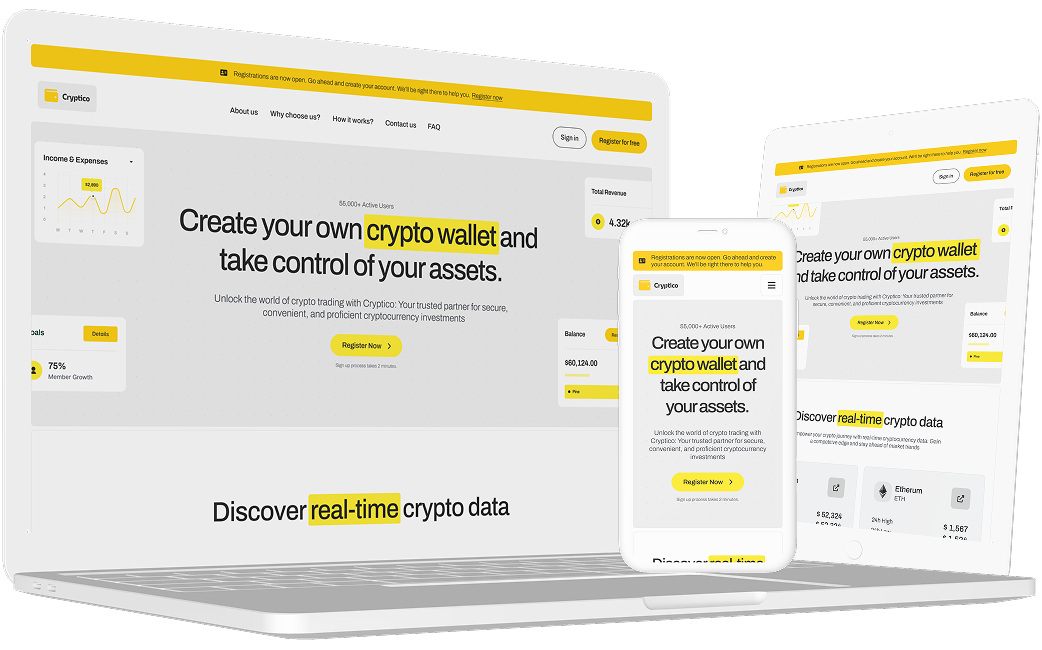 Registrations are now open. Go ahead and create your account. We'll be right there to help you. Register now
Cryptico
About us
Why choose us?
How it works?
Contact us
FAQ
Sign in
Register for free
Income & Expenses
4
3
2
1
0
$2,890
M T W T F S S
55,000+ Active Users
Create your own crypto wallet and
take control of your assets.
Unlock the world of crypto trading with Cryptico: Your trusted partner for secure,
convenient, and proficient cryptocurrency investments
Register Now
Sign up process takes 2 minutes
Total Revenue
4.32k
Details
75%
Member Growth
Balance
$60,124.00
Discover real-time crypto data
Registrations are now open. Go ahead and create
your account. We'll be right there to help you.
Cryptico
55,000+ Active Users
Create your own
crypto wallet and
take control of
your assets.
Unlock the world of crypto trading with
Cryptico: Your trusted partner for secure,
convenient, and proficient cryptocurrency
investments
Register Now
Sign up process takes 2 minutes
Discover real-time
Registrations are now open. Go ahead and create your account. We'll be right there to help you. Register now
Cryptico
Sign in
Register for free
55,000+ Active Users
Create your own crypto wallet
and take control of your assets.
Unlock the world of crypto trading with Cryptico: Your trusted partner for secure,
convenient, and proficient cryptocurrency investments
Register Now
Sign up process takes 2 minutes
Balance
$60,124.00
Discover real-time crypto data
your crypto journey with real-time cryptocurrency data. Gain
a competitive edge and stay ahead of market trends
$ 52,324
Etherum
ETH
24h High
$ 1,567